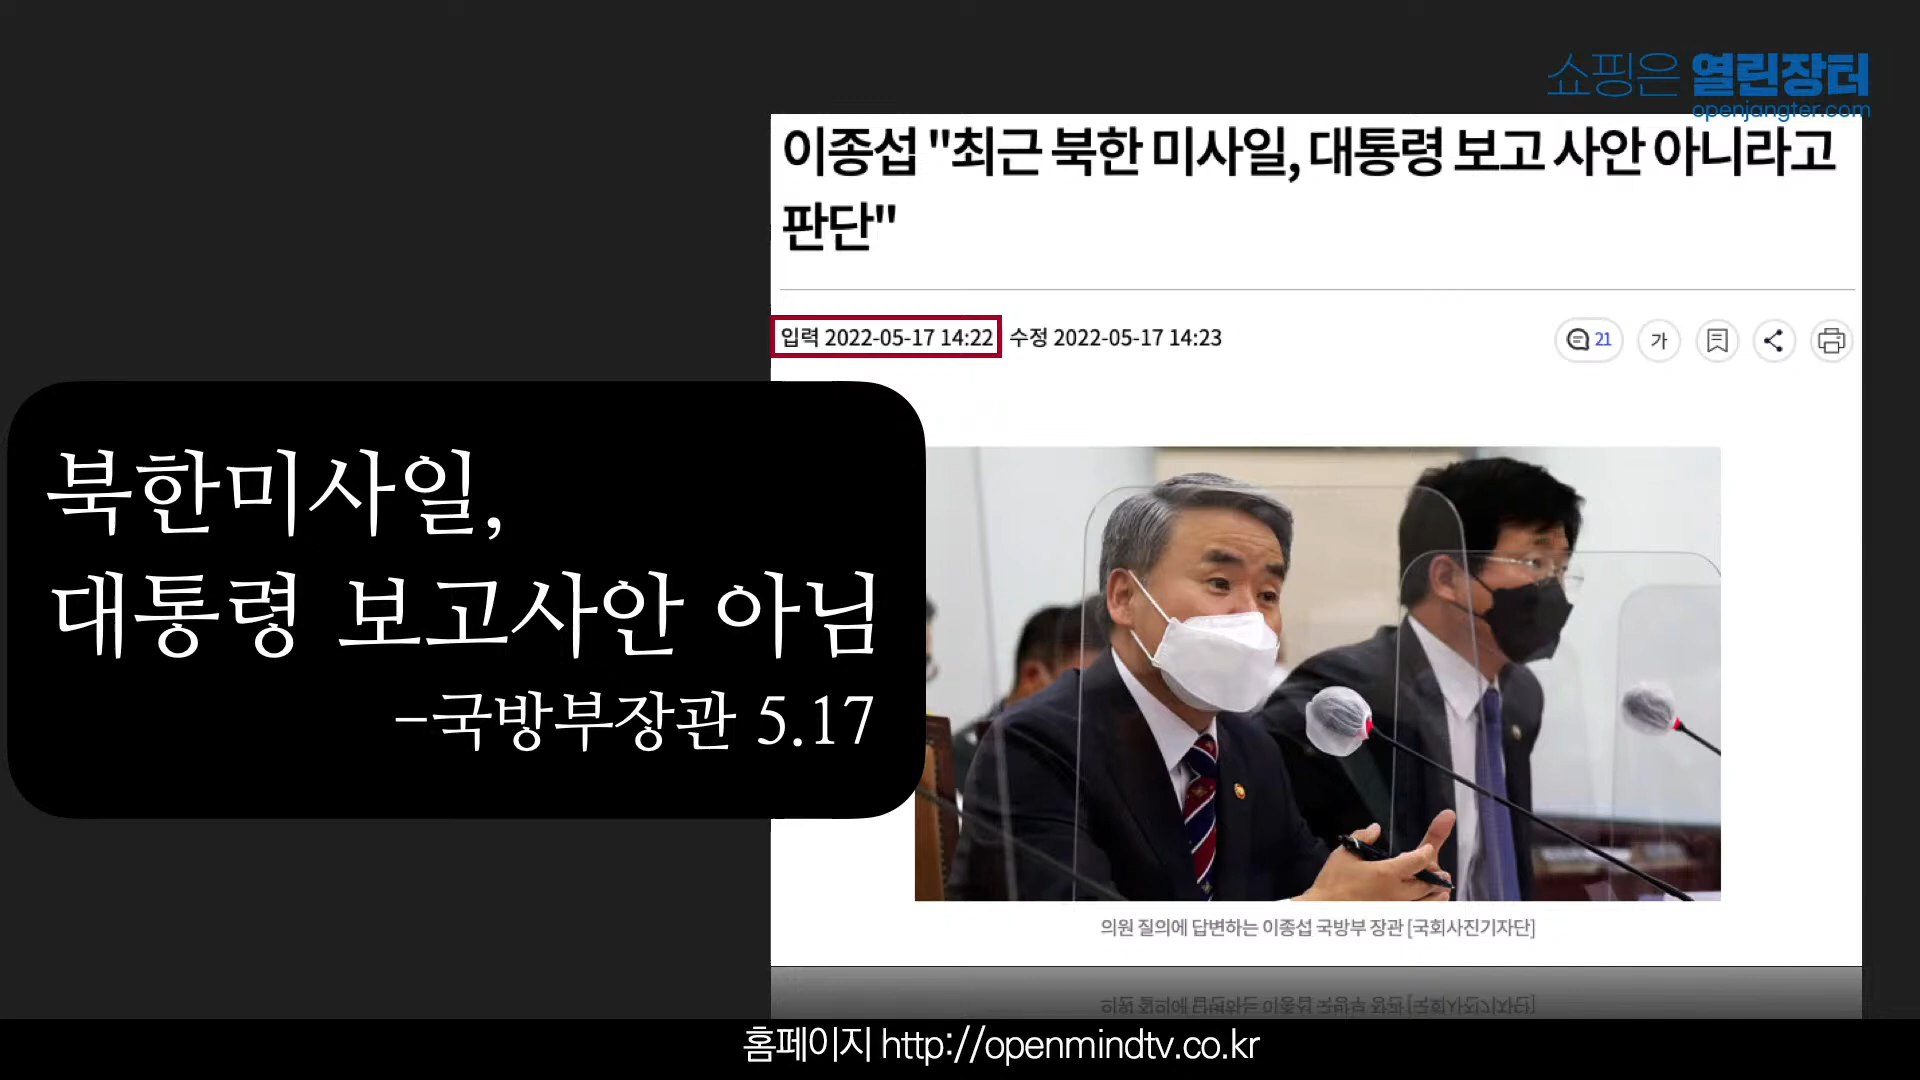 쇼핑은 열린장터
openjangter.com
이종섭 "최근 북한 미사일, 대통령 보고 사안 아니라고
판단"
입력 2022-05-17 14:22 수정 2022-05-17 14:23
21
가
북한미사일,
대통령 보고사안 아님
-국방부장관 5.17
의원 질의에 답변하는 이종섭 국방부 장관 [국회사진기자단]
홈페이지 http://openmindtv.co.kr